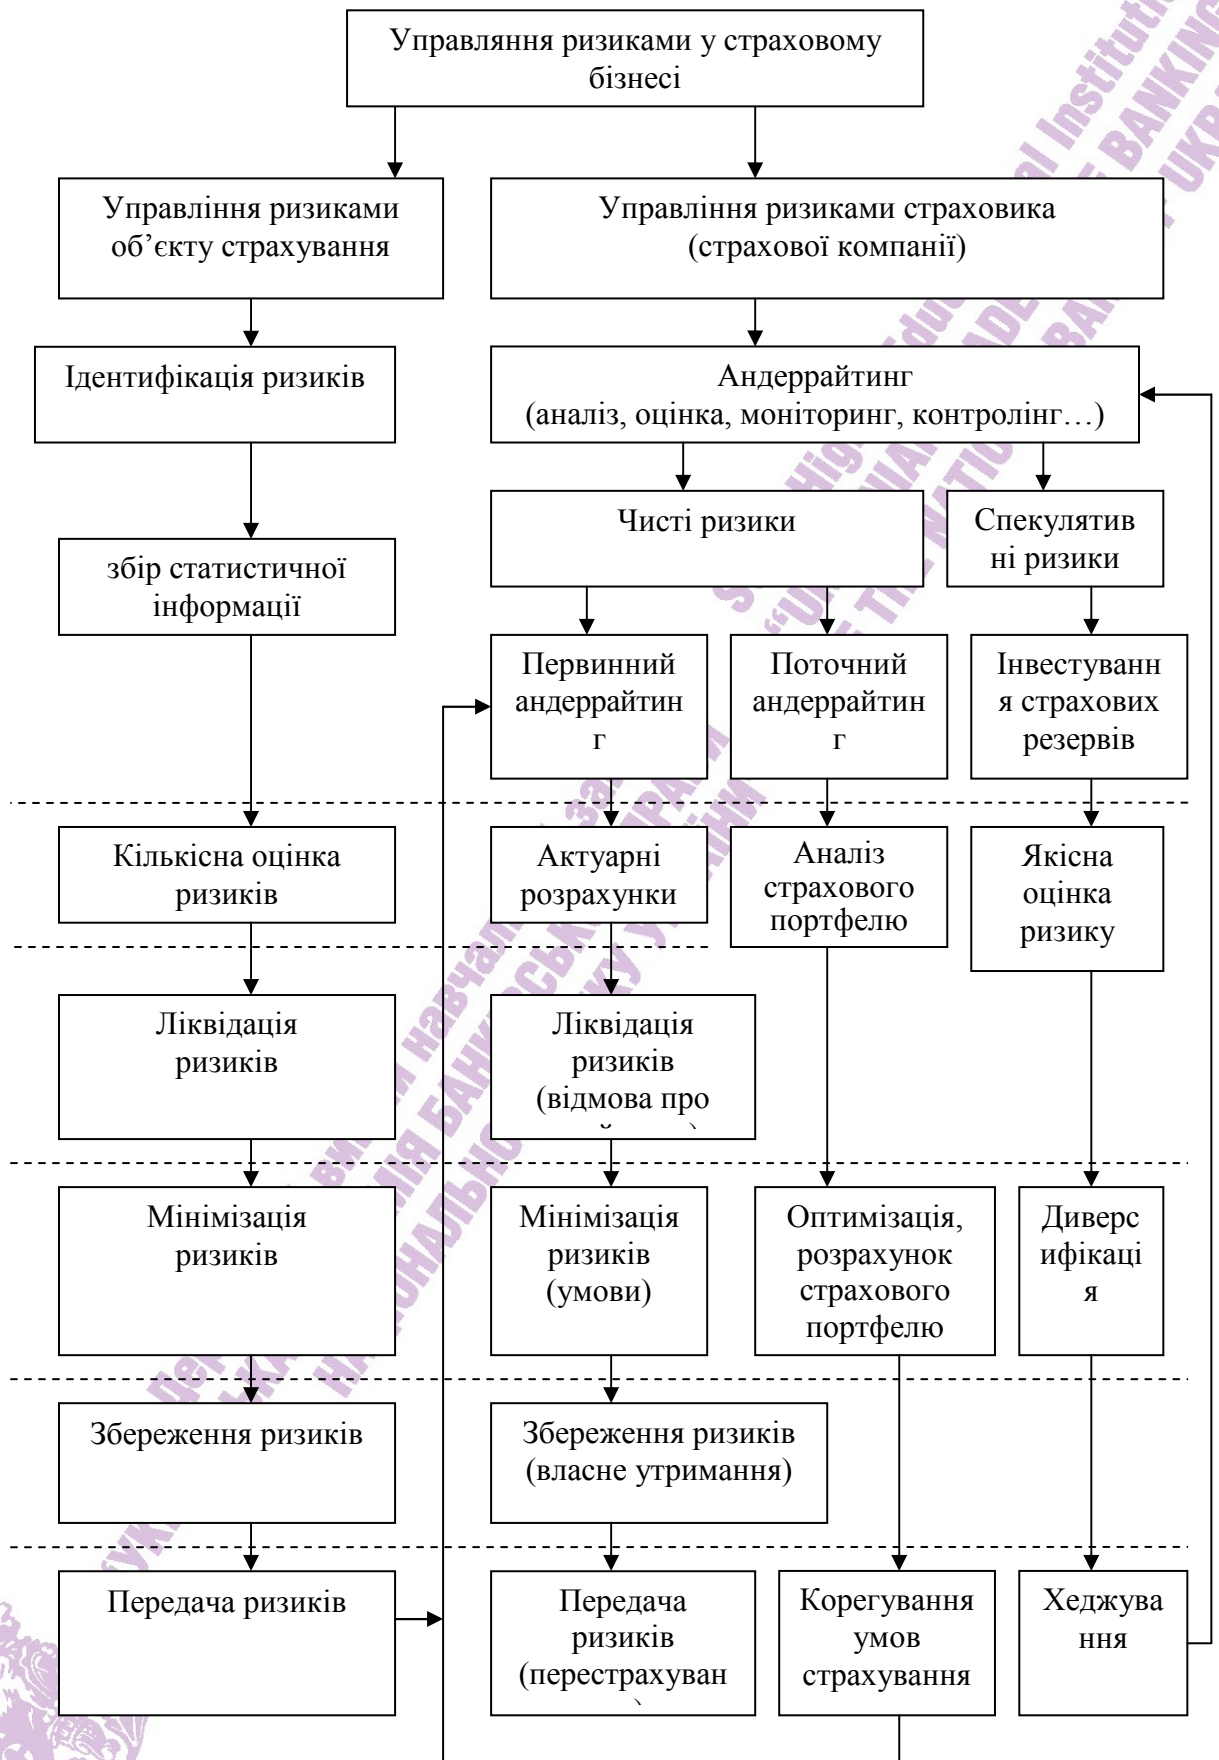 Управляння ризиками у страховому
бізнесі
Управління ризиками
об’єкту страхування
Управління ризиками страховика
(страхової компанії)
Ідентифікація ризиків
Андеррайтинг
(аналіз, оцінка, моніторинг, контролінг…)
Чисті ризики
Спекулятив
ні ризики
збір статистичної
інформації
Первинний
андеррайтин
г
Поточний
андеррайтин
г
Інвестуванн
я страхових
резервів
Кількісна оцінка
ризиків
Актуарні
розрахунки
Аналіз
страхового
портфелю
Якісна
оцінка
ризику
Ліквідація
ризиків
Ліквідація
ризиків
(відмова про
Мінімізація
ризиків
Мінімізація
ризиків
(умови)
Оптимізація,
розрахунок
страхового
портфелю
Диверс
ифікаці
я
Збереження ризиків
Збереження ризиків
(власне утримання)
Передача ризиків
Передача
ризиків
(перестрахуван
Корегування
умов
страхування
Хеджува
ння